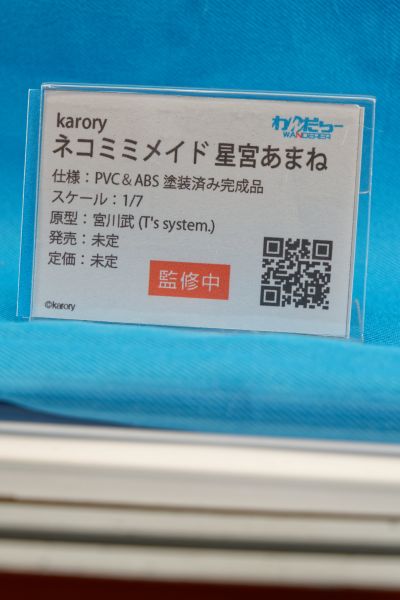 karory
わんだらー
WANDERER
ネコミミメイド 星宮あまね
仕様：PVC＆ABS 塗装済み完成品
スケール：1/7
原型：宮川武 (T's system.)
発売：未定
定価：未定
監修中
©karory